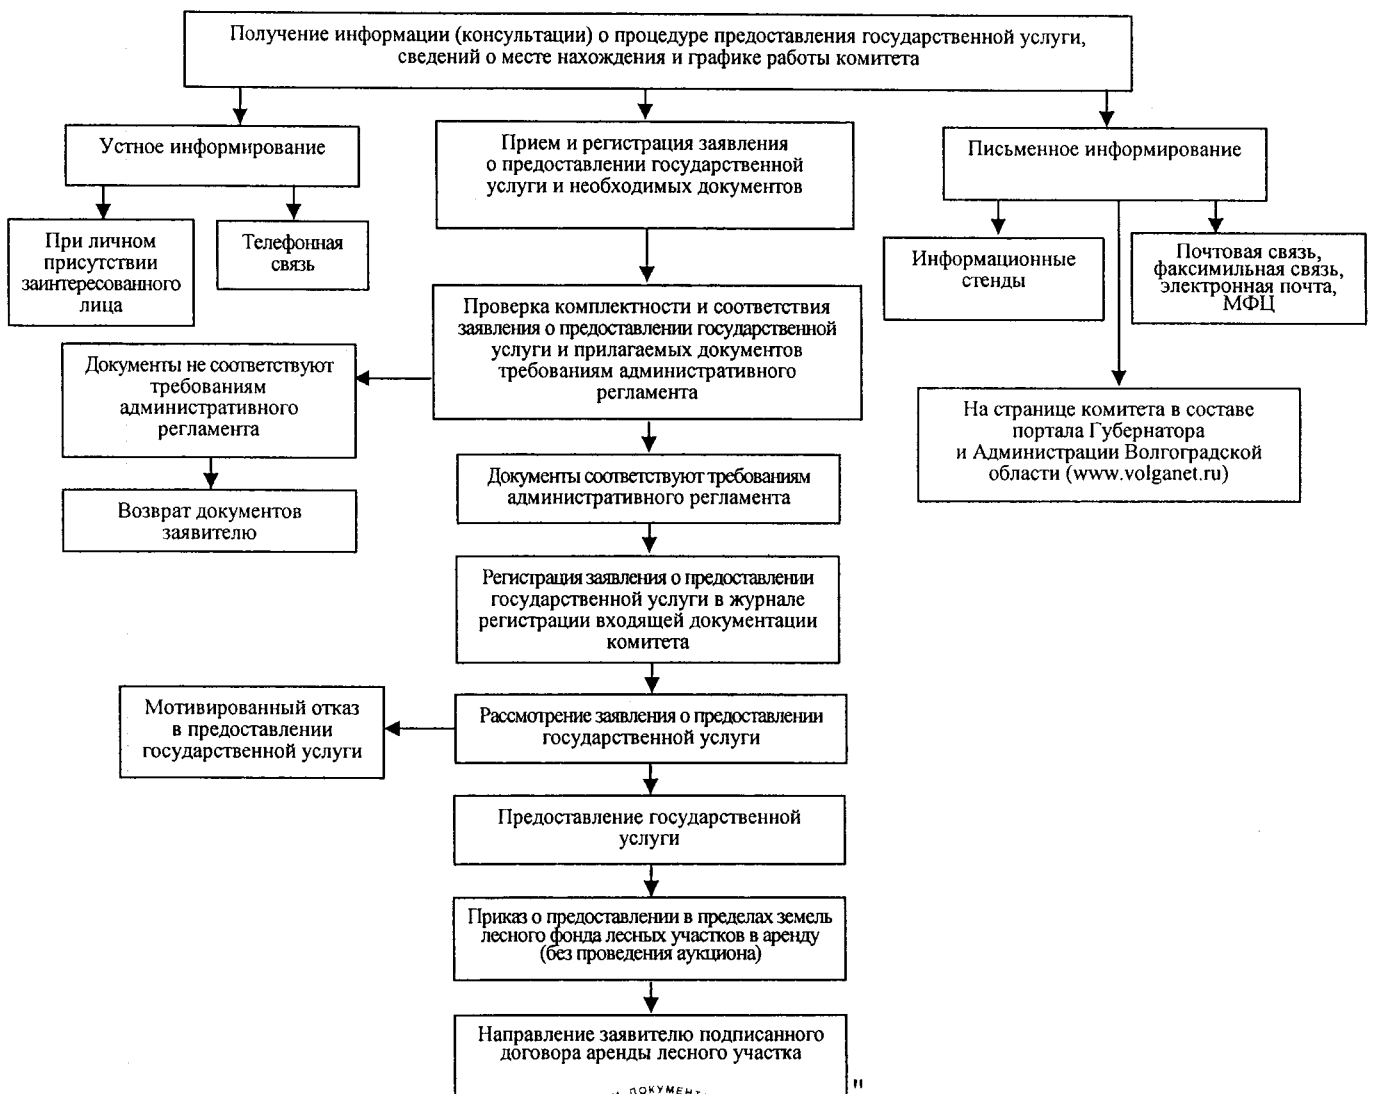 Получение информации (консультации) о процедуре предоставления государственной услуги,
сведений о месте нахождения и графике работы комитета
Устное информирование
Прием и регистрация заявления
о предоставлении государственной
услуги и необходимых документов
Письменное информирование
При личном
присутствии
заинтересованного
лица
Телефонная
связь
Информационные
стенды
Почтовая связь,
факсимильная связь,
электронная почта,
МФЦ
Проверка комплектности и соответствия
заявления о предоставлении государственной
услуги и прилагаемых документов
требованиям административного
регламента
Документы не соответствуют
требованиям
административного
регламента
На странице комитета в составе
портала Губернатора
и Администрации Волгоградской
области (www.volganet.ru)
Документы соответствуют требованиям
административного регламента
Возврат документов
заявителю
Регистрация заявления о предоставлении
государственной услуги в журнале
регистрации входящей документации
комитета
Мотивированный отказ
в предоставлении
государственной услуги
Рассмотрение заявления о предоставлении
государственной услуги
Предоставление государственной
услуги
Приказ о предоставлении в пределах земель
лесного фонда лесных участков в аренду
(без проведения аукциона)
Направление заявителю подписанного
договора аренды лесного участка
"